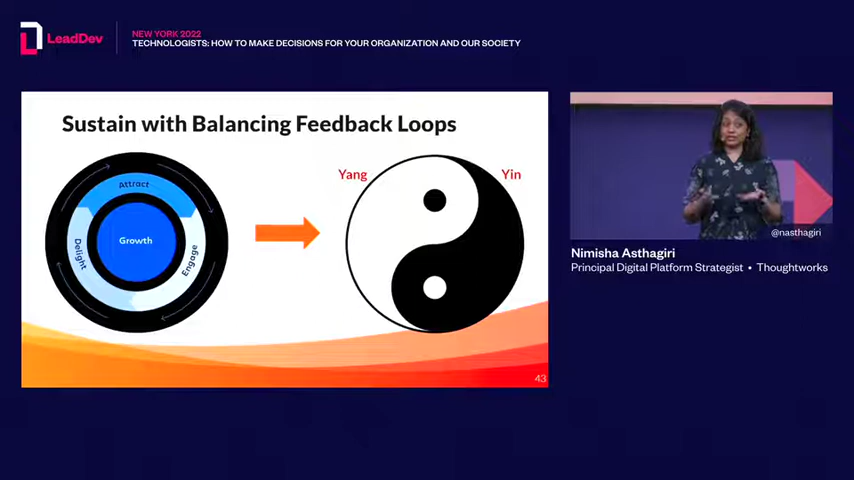 LeadDev
NEW YORK 2022
TECHNOLOGISTS: HOW TO MAKE DECISIONS FOR YOUR ORGANIZATION AND OUR SOCIETY
Sustain with Balancing Feedback Loops
Attract
Growth
Delight
Engage
Yang
Yin
43
@nasthagiri
Nimisha Asthagiri
Principal Digital Platform Strategist • Thoughtworks